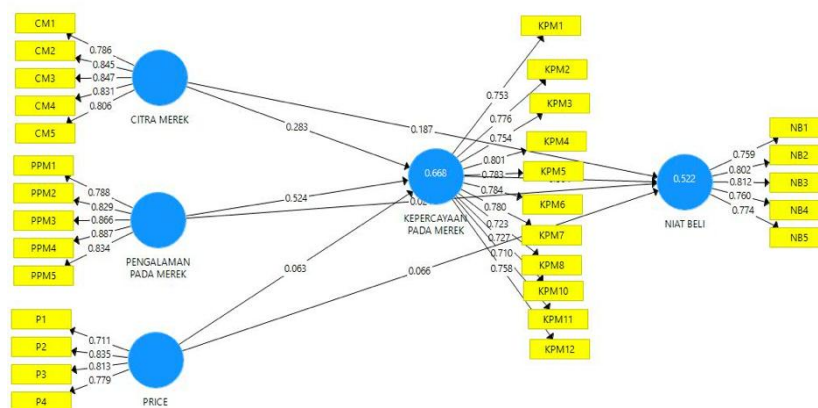 CM1
CM2
CM3
CM4
CM5
0.786
0.845
0.847
0.831
0.806
CITRA MEREK
0.283
0.187
PPM1
PPM2
PPM3
PPM4
PPM5
0.788
0.829
0.866
0.887
0.834
PENGALAMAN
PADA MEREK
0.524
P1
P2
P3
P4
0.711
0.835
0.813
0.779
PRICE
0.063
0.066
0.668
KEPERCAYAAN
PADA MEREK
KPM1
KPM2
KPM3
KPM4
KPM5
KPM6
KPM7
KPM8
KPM10
KPM11
KPM12
0.753
0.776
0.754
0.801
0.783
0.784
0.780
0.723
0.727
0.710
0.758
0.522
NIAT BELI
0.759
0.802
0.812
0.760
0.774
NB1
NB2
NB3
NB4
NB5